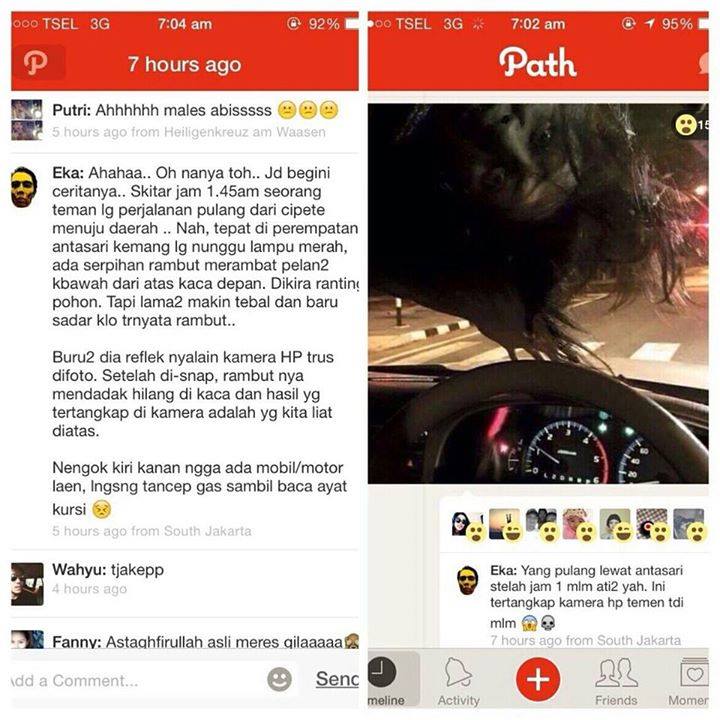 TSEL 3G 7:04 am 92%
7 hours ago
Putri: Ahhhhhh males abisssss 😕😕😕
5 hours ago from Heiligenkreuz am Waasen
Eka: Ahahaa.. Oh nanya toh.. Jd begini
ceritanya.. Skitar jam 1.45am seorang
teman lg perjalanan pulang dari cipete
menuju daerah .. Nah, tepat di perempatan
antasari kemang lg nunggu lampu merah,
ada serpihan rambut merambat pelan2
kbawah dari atas kaca depan. Dikira ranting
pohon. Tapi lama2 makin tebal dan baru
sadar klo trnyata rambut..
Buru2 dia reflek nyalain kamera HP trus
difoto. Setelah di-snap, rambut nya
mendadak hilang di kaca dan hasil yg
tertangkap di kamera adalah yg kita liat
diatas.
Nengok kiri kanan ngga ada mobil/motor
laen, lngsng tancep gas sambil baca ayat
kursi 😣
5 hours ago from South Jakarta
Wahyu: tjakepp
4 hours ago
Fanny: Astaghfirullah asli meres gilaaaaa🙈
dd a Comment...
Send
TSEL 3G 7:02 am 95%
Path
15
Eka: Yang pulang lewat antasari
stelah jam 1 mlm ati2 yah. Ini
tertangkap kamera hp temen tdi
mlm 😱💀
7 hours ago from South Jakarta
meline Activity Friends Momen